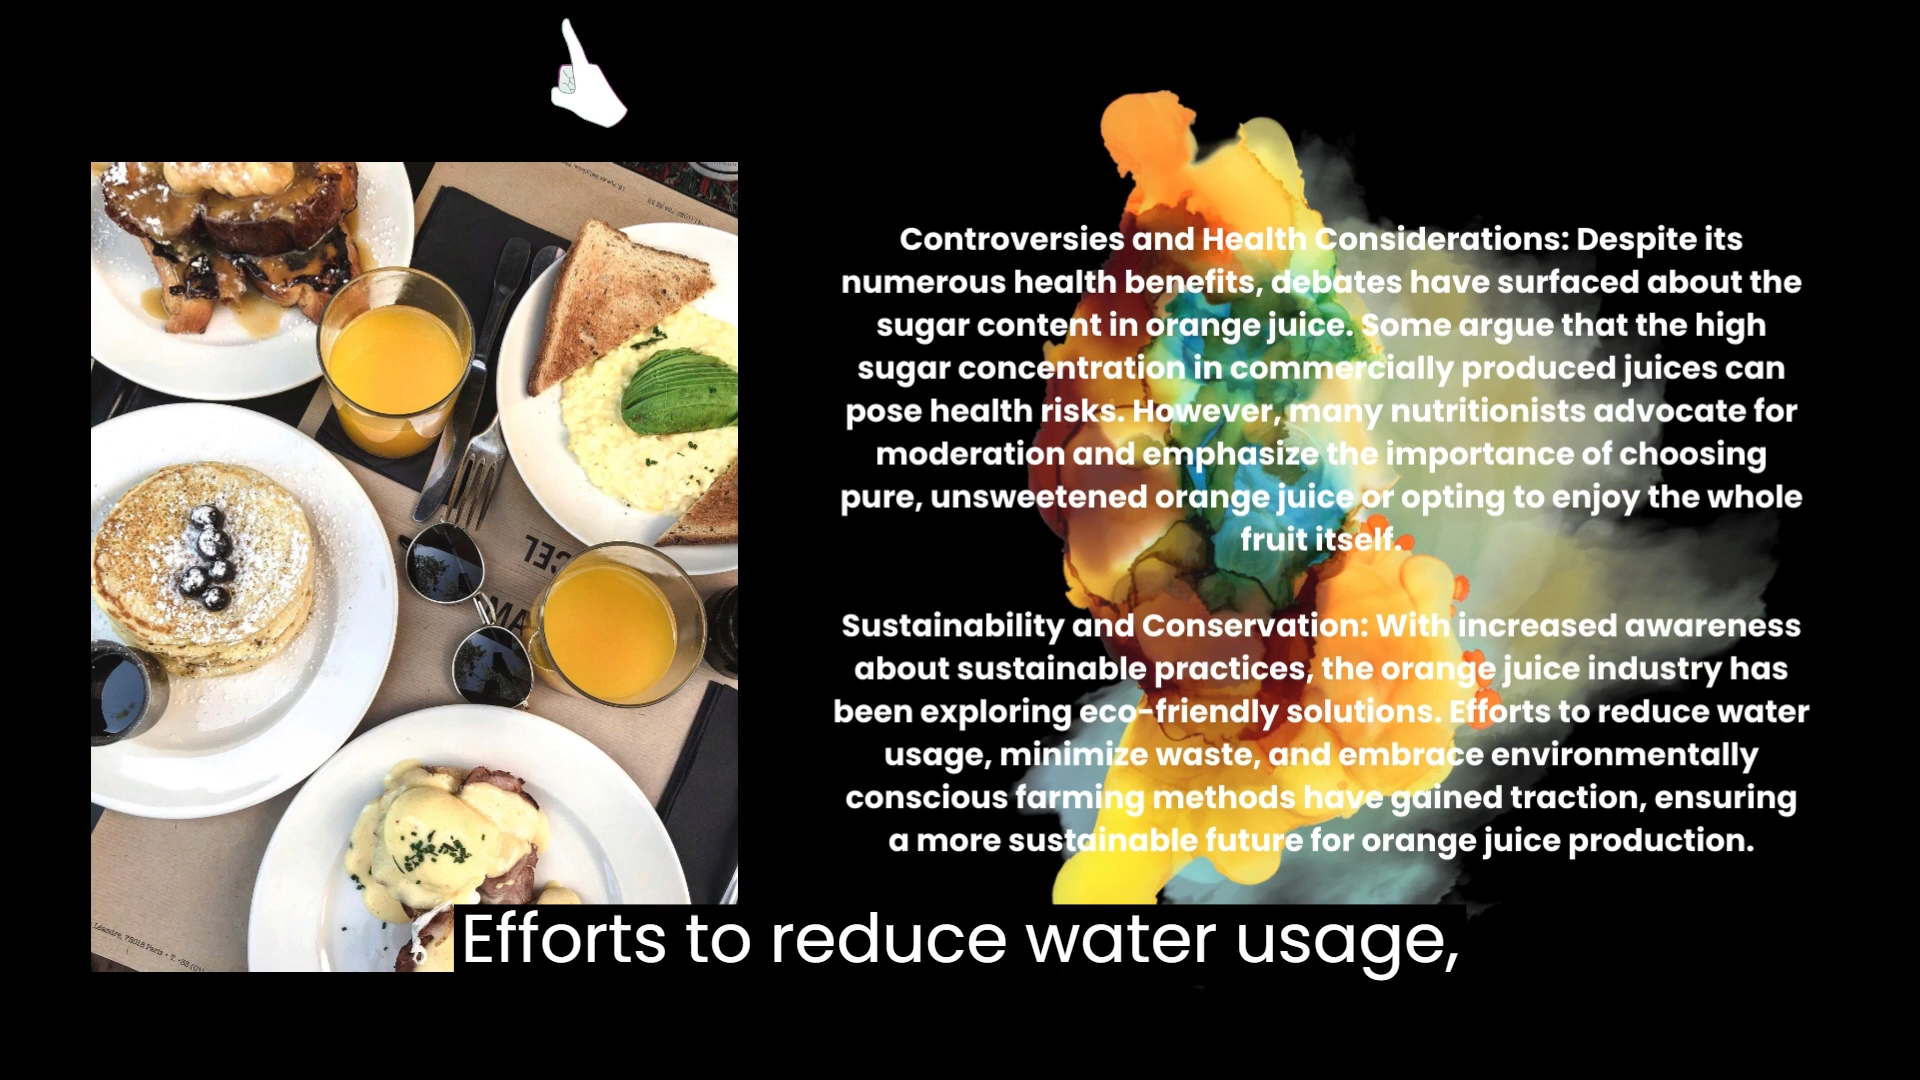 Controversies and Health Considerations: Despite its
numerous health benefits, debates have surfaced about the
sugar content in orange juice. Some argue that the high
sugar concentration in commercially produced juices can
pose health risks. However, many nutritionists advocate for
moderation and emphasize the importance of choosing
pure, unsweetened orange juice or opting to enjoy the whole
fruit itself.
Sustainability and Conservation: With increased awareness
about sustainable practices, the orange juice industry has
been exploring eco-friendly solutions. Efforts to reduce water
usage, minimize waste, and embrace environmentally
conscious farming methods have gained traction, ensuring
a more sustainable future for orange juice production.
Efforts to reduce water usage,